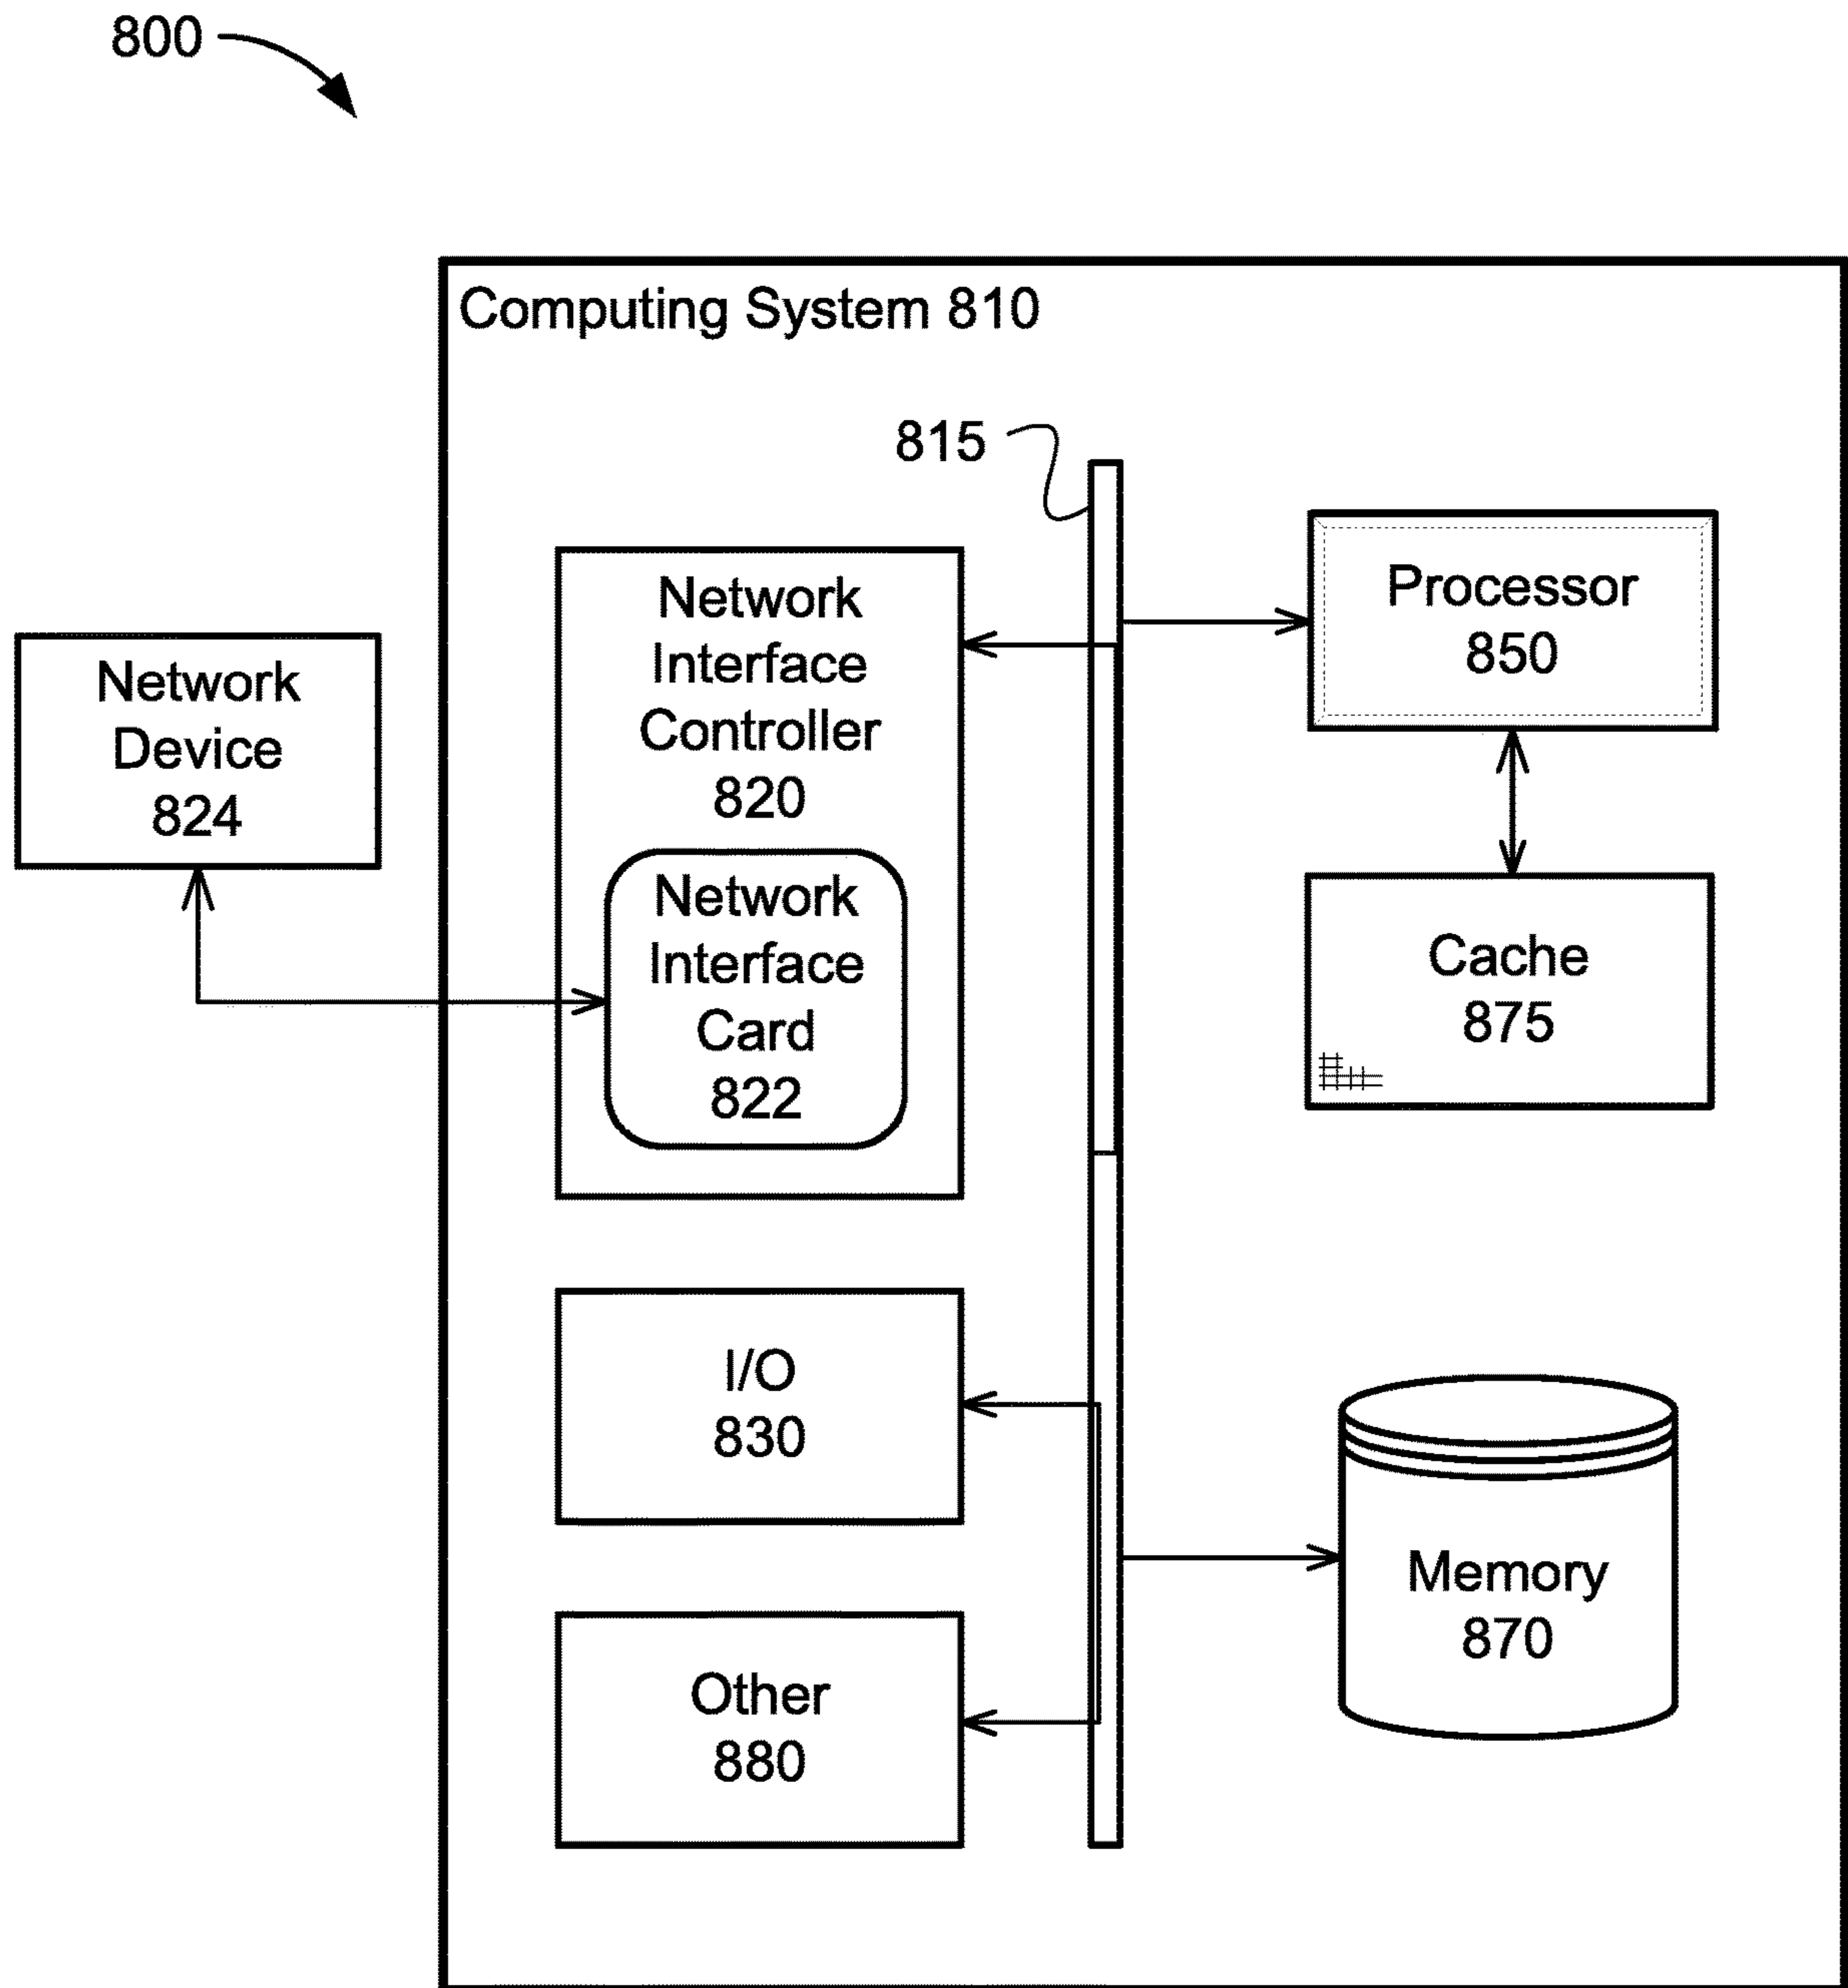 800
Computing System 810
815
Network
Interface
Controller
820
Network
Interface
Card
822
Network
Device
824
Processor
850
Cache
875
I/O
830
Memory
870
Other
880